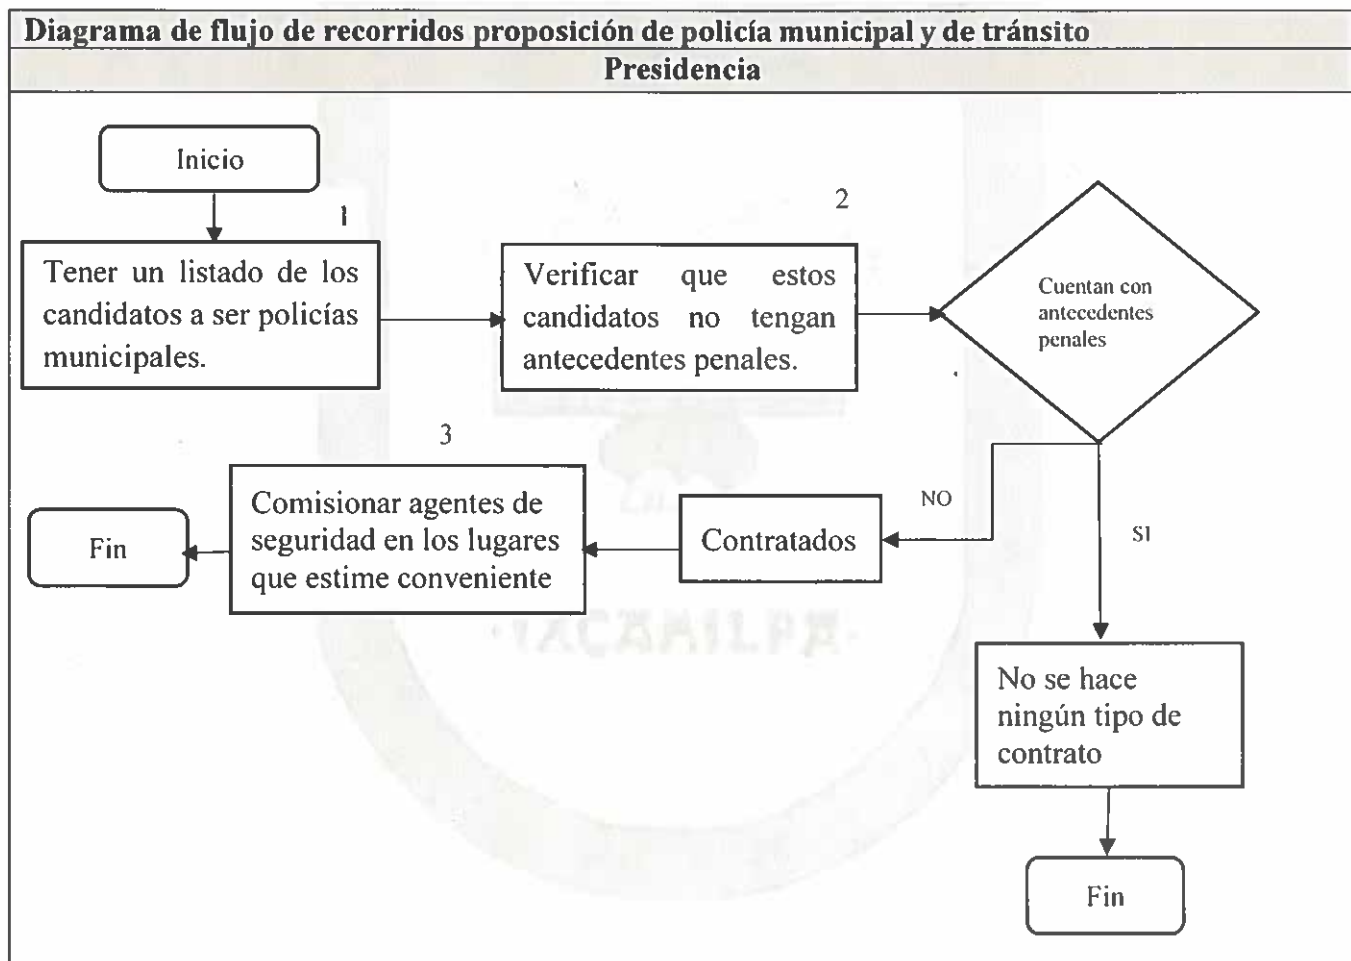 Diagrama de flujo de recorridos proposición de policía municipal y de tránsito
Presidencia
Inicio
1
Tener un listado de los
candidatos a ser policías
municipales.
2
Verificar que estos
candidatos no tengan
antecedentes penales.
Cuentan con
antecedentes
penales
NO
SI
Contratados
3
Comisionar agentes de
seguridad en los lugares
que estime conveniente
Fin
No se hace
ningún tipo de
contrato
Fin